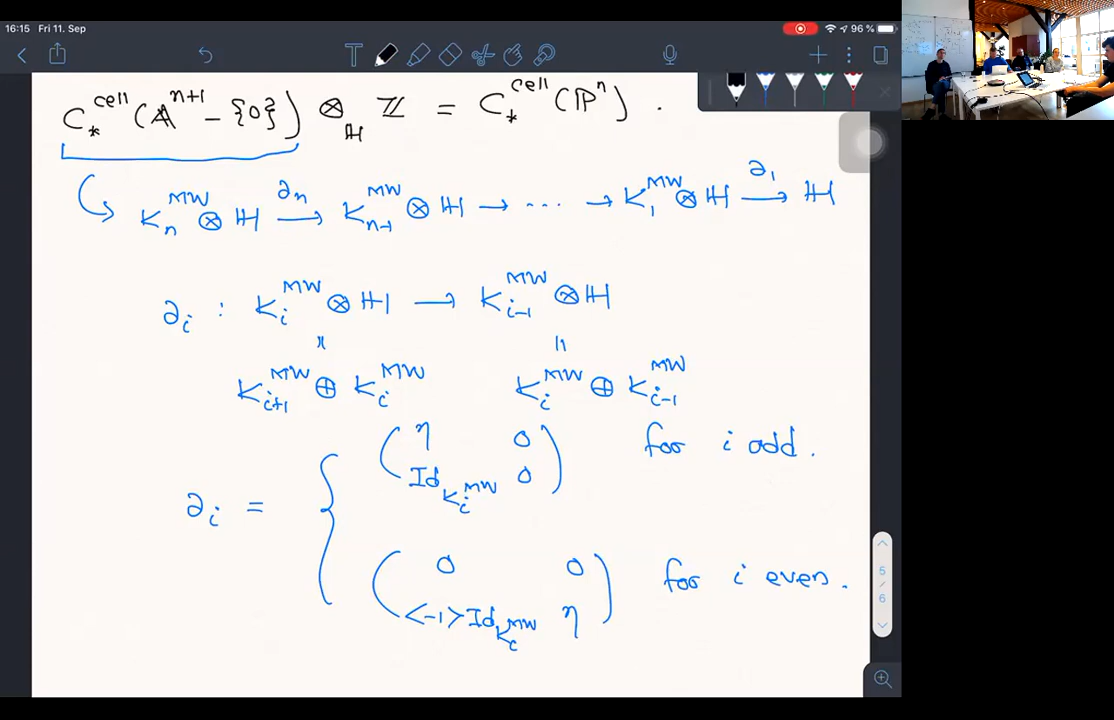 16:15 Fri 11. Sep 96 %
C_*^{cell}(𝔸^{n+1} - {0}) ⊗_ℍ ℤ = C_*^{cell}(ℙ^n).
K_n^{MW} ⊗ ℍ →^{∂_n} K_{n-1}^{MW} ⊗ ℍ → ... → K_1^{MW} ⊗ ℍ →^{∂_1} ℍ
∂_i : K_i^{MW} ⊗ ℍ → K_{i-1}^{MW} ⊗ ℍ
= =
K_{i+1}^{MW} ⊕ K_i^{MW} K_i^{MW} ⊕ K_{i-1}^{MW}
η 0 for i odd.
Id_{K_i^{MW}} 0
∂_i =
0 0 for i even.
<-1>Id_{K_i^{MW}} η
5 / 6